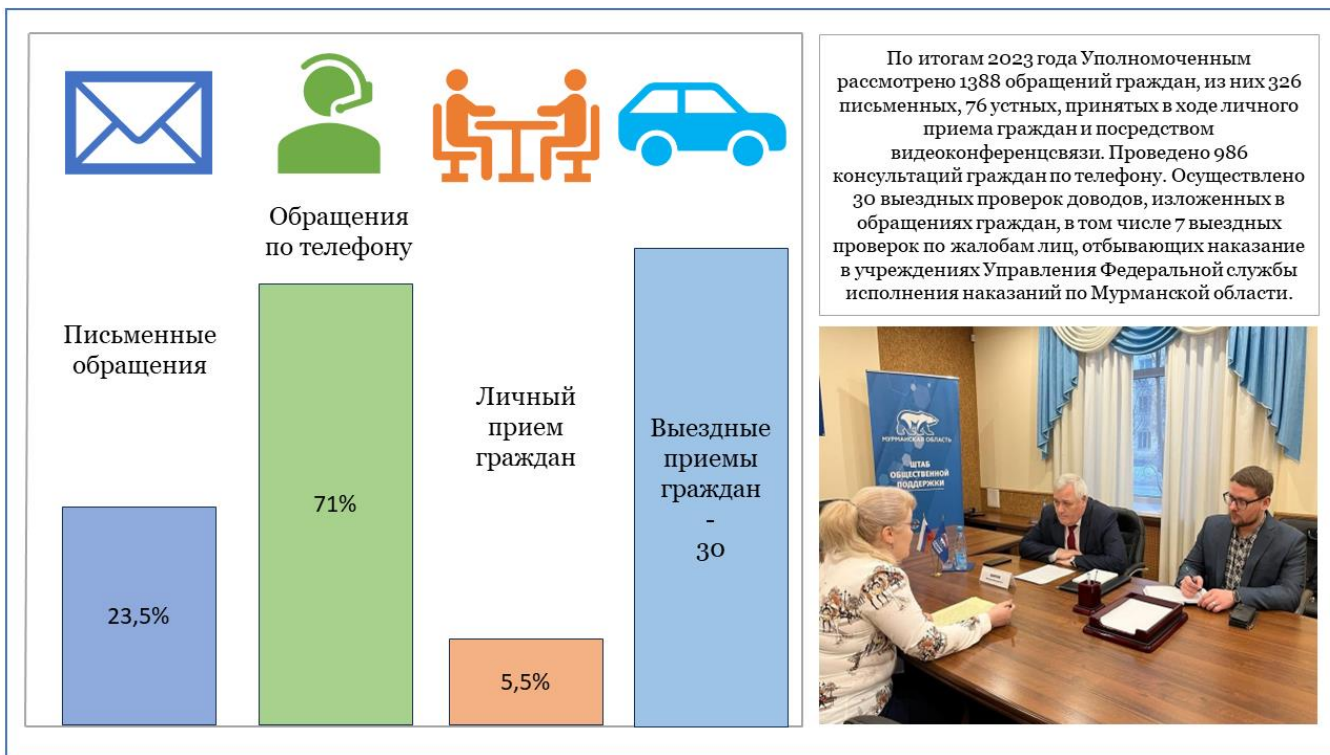 Обращения
по телефону
Письменные
обращения
Личный
прием
граждан
Выездные
приемы
граждан
-
30
23,5%
71%
5,5%
По итогам 2023 года Уполномоченным
рассмотрено 1388 обращений граждан, из них 326
письменных, 76 устных, принятых в ходе личного
приема граждан и посредством
видеоконференцсвязи. Проведено 986
консультаций граждан по телефону. Осуществлено
30 выездных проверок доводов, изложенных в
обращениях граждан, в том числе 7 выездных
проверок по жалобам лиц, отбывающих наказание
в учреждениях Управления Федеральной службы
исполнения наказаний по Мурманской области.
МУРМАНСКАЯ ОБЛАСТЬ
ШТАБ
ОБЩЕСТВЕННОЙ
ПОДДЕРЖКИ